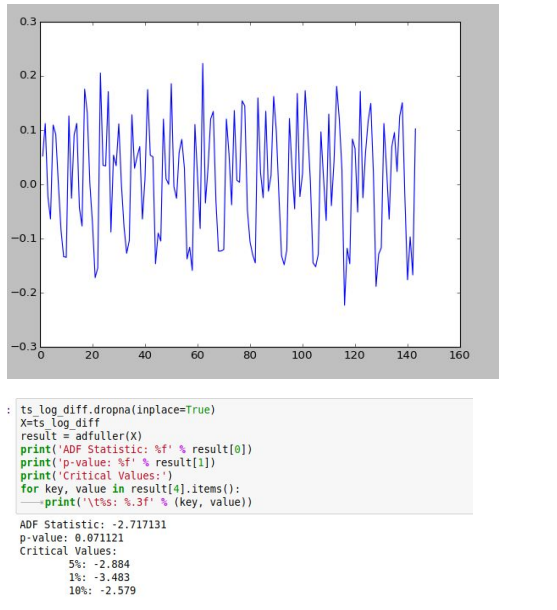 0.3
0.2
0.1
0.0
−0.1
−0.2
−0.3
0 20 40 60 80 100 120 140 160
: ts_log_diff.dropna(inplace=True)
X=ts_log_diff
result = adfuller(X)
print('ADF Statistic: %f' % result[0])
print('p-value: %f' % result[1])
print('Critical Values:')
for key, value in result[4].items():
print('\t%s: %.3f' % (key, value))
ADF Statistic: -2.717131
p-value: 0.071121
Critical Values:
5%: -2.884
1%: -3.483
10%: -2.579